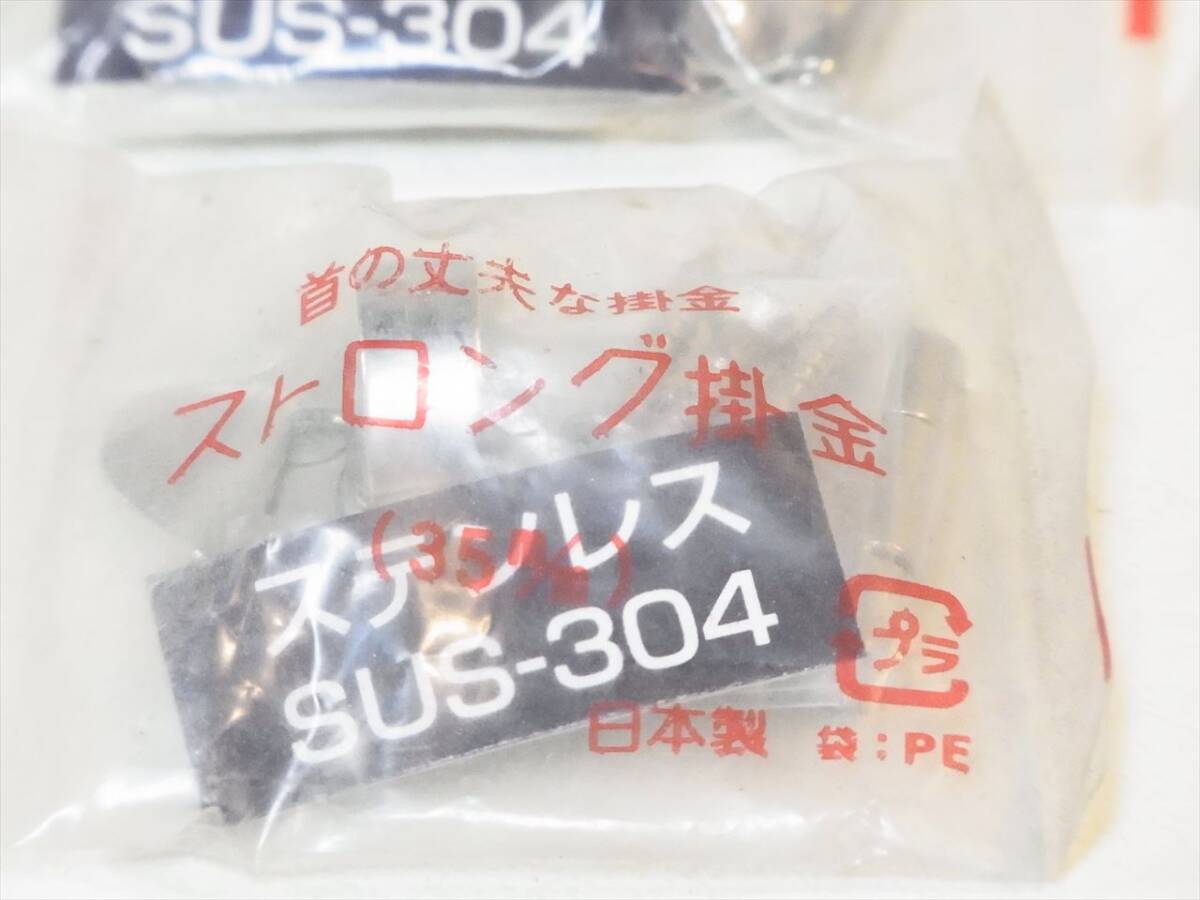 SUS-304
首の丈夫な掛金
ストロング掛金
(35㎜)
ステンレス
SUS-304
プラ
日本製 袋:PE